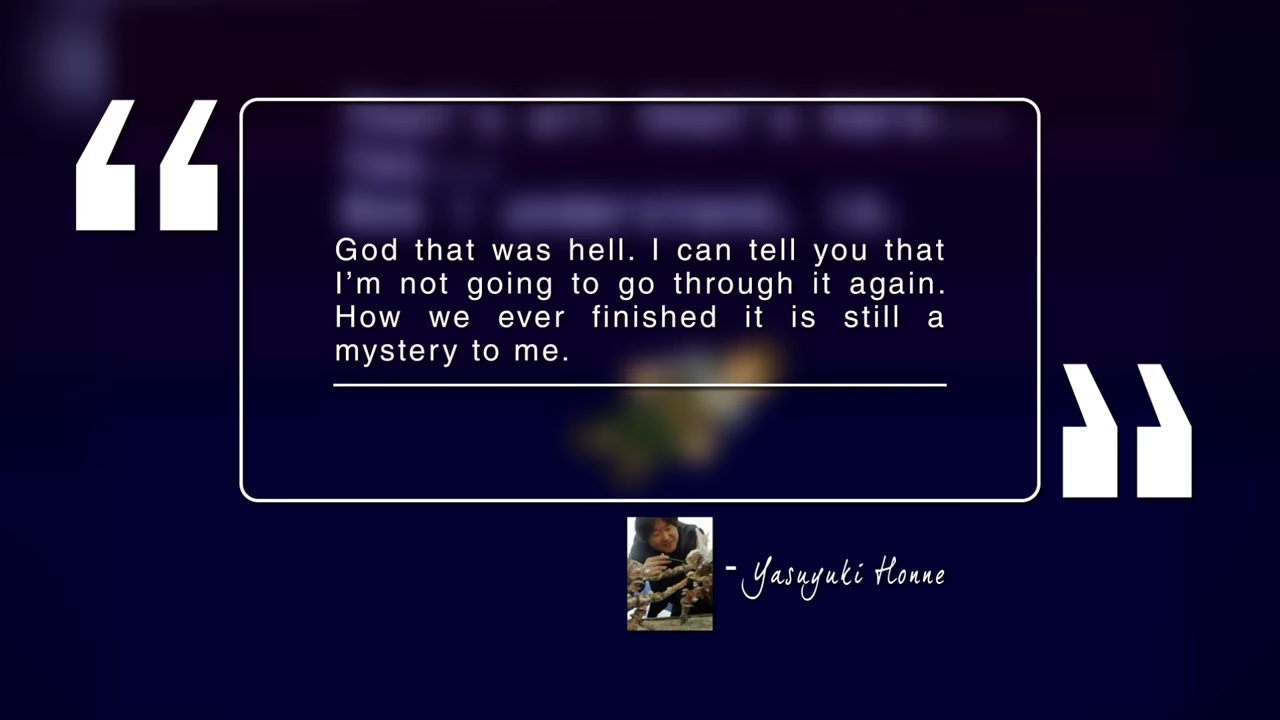 “
God that was hell. I can tell you that
I’m not going to go through it again.
How we ever finished it is still a
mystery to me.
”
- Yasuyuki Honne